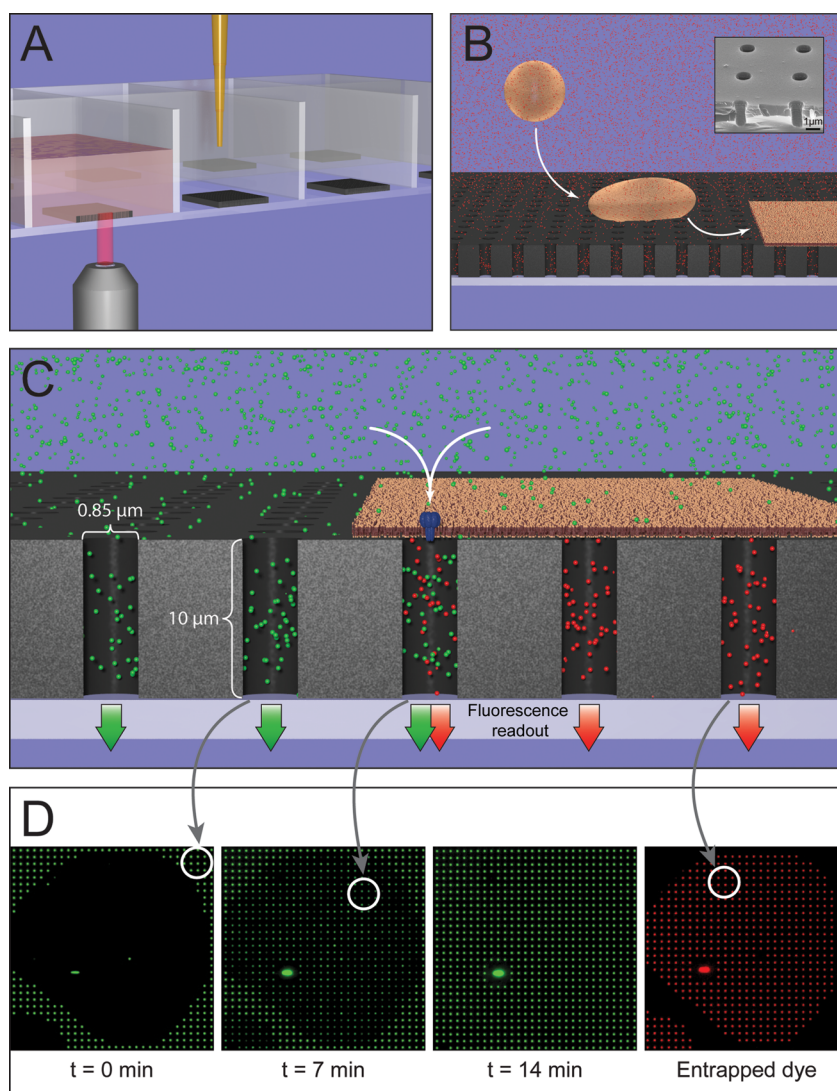 A
B
1µm
C
0.85 µm
10 µm
Fluorescence
readout
D
t = 0 min
t = 7 min
t = 14 min
Entrapped dye